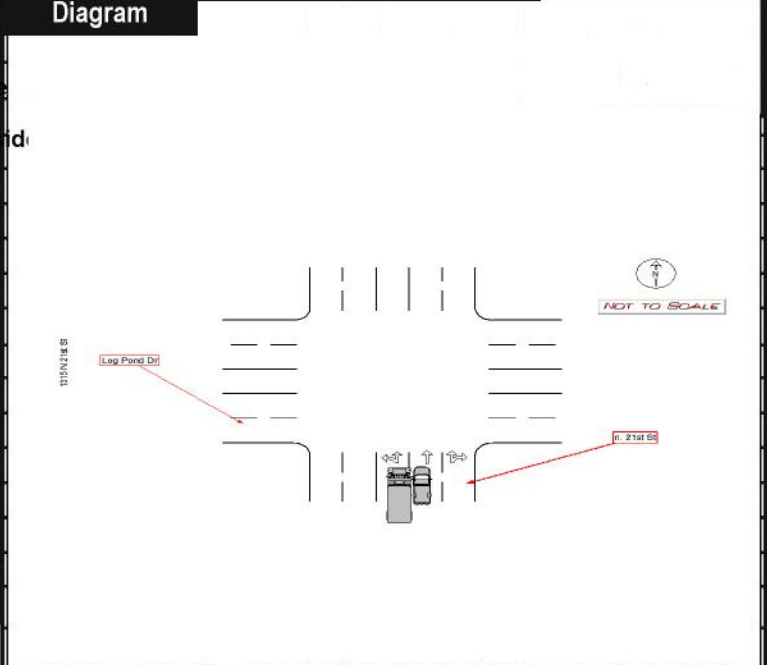 Diagram
N
NOT TO SCALE
1315 N 21st St
Log Pond Dr
n. 21st St